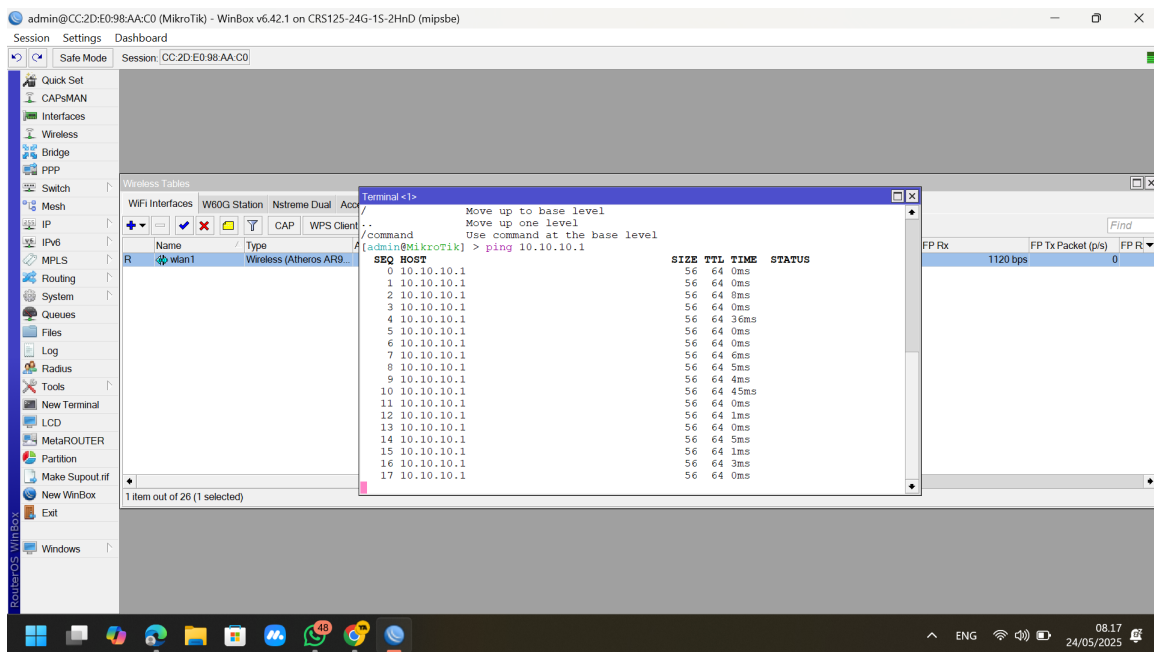 admin@CC:2D:E0:98:AA:C0 (MikroTik) - WinBox v6.42.1 on CRS125-24G-1S-2HnD (mipsbe)
Session Settings Dashboard
Safe Mode Session: CC:2D:E0:98:AA:C0
Quick Set
CAPsMAN
Interfaces
Wireless
Bridge
PPP
Switch
Mesh
IP
IPv6
MPLS
Routing
System
Queues
Files
Log
Radius
Tools
New Terminal
LCD
MetaROUTER
Partition
Make Supout.rif
New WinBox
Exit
Windows
RouterOS WinBox
Wireless Tables
WiFi Interfaces W60G Station Nstreme Dual Acc
CAP WPS Client Find
Name Type A FP Rx FP Tx Packet (p/s) FP R
R wlan1 Wireless (Atheros AR9... 1120 bps 0
1 item out of 26 (1 selected)
Terminal <1>
/ Move up to base level
.. Move up one level
/command Use command at the base level
[admin@MikroTik] > ping 10.10.10.1
SEQ HOST SIZE TTL TIME STATUS
0 10.10.10.1 56 64 0ms
1 10.10.10.1 56 64 0ms
2 10.10.10.1 56 64 8ms
3 10.10.10.1 56 64 0ms
4 10.10.10.1 56 64 36ms
5 10.10.10.1 56 64 0ms
6 10.10.10.1 56 64 0ms
7 10.10.10.1 56 64 6ms
8 10.10.10.1 56 64 5ms
9 10.10.10.1 56 64 4ms
10 10.10.10.1 56 64 45ms
11 10.10.10.1 56 64 0ms
12 10.10.10.1 56 64 1ms
13 10.10.10.1 56 64 0ms
14 10.10.10.1 56 64 5ms
15 10.10.10.1 56 64 1ms
16 10.10.10.1 56 64 3ms
17 10.10.10.1 56 64 0ms
48
ENG
08.17
24/05/2025